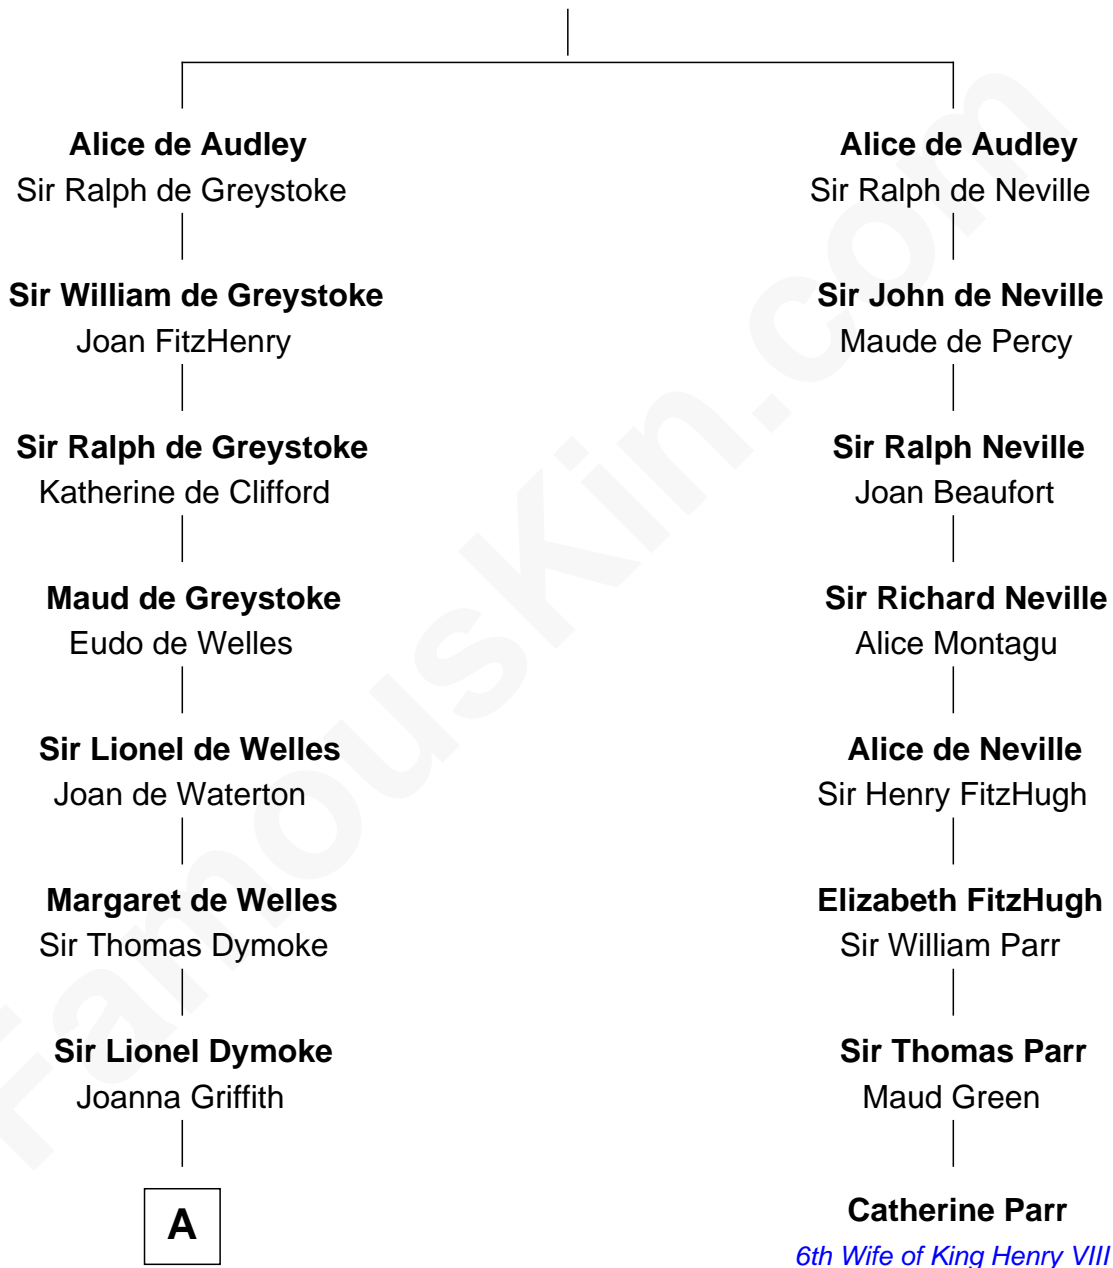 Alice de Audley
Sir Ralph de Greystoke
Sir William de Greystoke
Joan FitzHenry
Sir Ralph de Greystoke
Katherine de Clifford
Maud de Greystoke
Eudo de Welles
Sir Lionel de Welles
Joan de Waterton
Margaret de Welles
Sir Thomas Dymoke
Sir Lionel Dymoke
Joanna Griffith
A
Alice de Audley
Sir Ralph de Neville
Sir John de Neville
Maude de Percy
Sir Ralph Neville
Joan Beaufort
Sir Richard Neville
Alice Montagu
Alice de Neville
Sir Henry FitzHugh
Elizabeth FitzHugh
Sir William Parr
Sir Thomas Parr
Maud Green
Catherine Parr
6th Wife of King Henry VIII
FamousKin.com